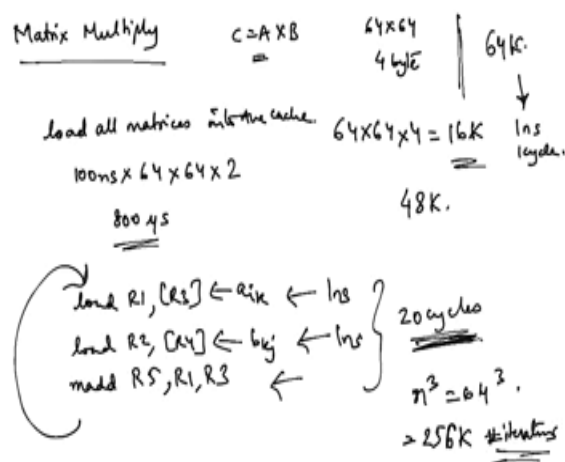 Matrix Multiply
C=A×B
64×64
4 byte
64K.
load all matrices into the cache.
64×64×4=16K
1ns
1cycle.
100ns × 64 × 64 × 2
800 μs
48K.
load R1, [R3] ← aik ← 1ns
load R2, [R4] ← bkj ← 1ns
madd R5, R1, R3 ←
20 cycles
n³ = 64³
= 256K #iterations